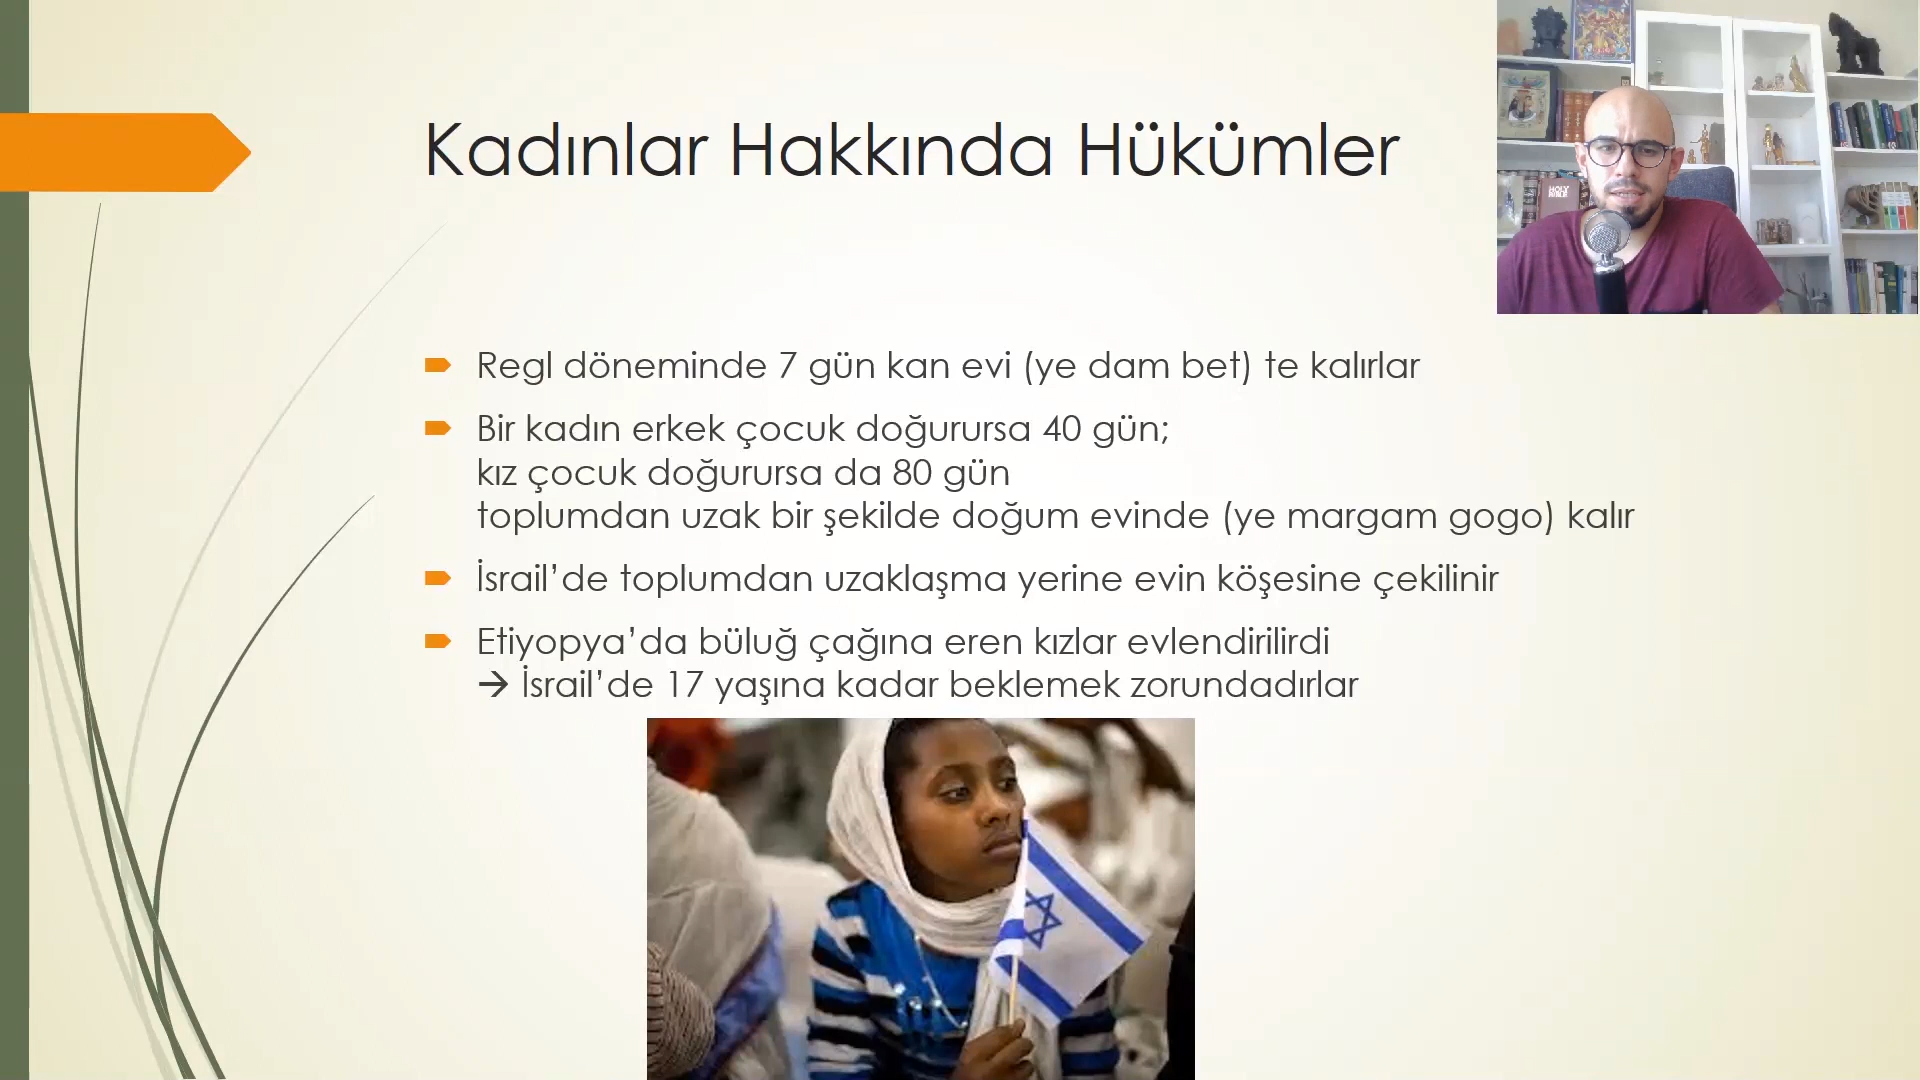 Kadınlar Hakkında Hükümler
HOLY
BIBLE
Regl döneminde 7 gün kan evi (ye dam bet) te kalırlar
Bir kadın erkek çocuk doğurursa 40 gün;
kız çocuk doğurursa da 80 gün
toplumdan uzak bir şekilde doğum evinde (ye margam gogo) kalır
İsrail’de toplumdan uzaklaşma yerine evin köşesine çekilinir
Etiyopya’da büluğ çağına eren kızlar evlendirilirdi
→ İsrail’de 17 yaşına kadar beklemek zorundadırlar